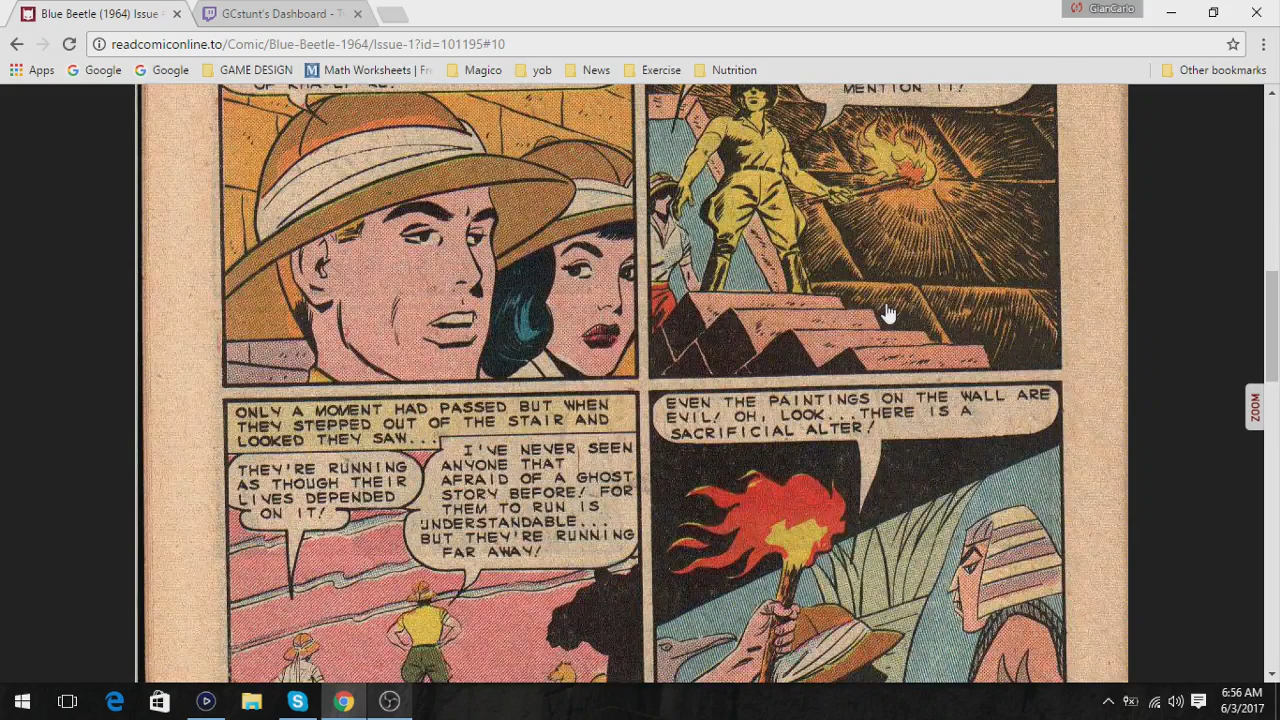 Blue Beetle (1964) Issue
GCstunt's Dashboard - T
GianCarlo
readcomiconline.to/Comic/Blue-Beetle-1964/Issue-1?id=101195#10
Apps
Google
Google
GAME DESIGN
Math Worksheets | Fr
Magico
yob
News
Exercise
Nutrition
Other bookmarks
MENTION IT!
ONLY A MOMENT HAD PASSED BUT WHEN
THEY STEPPED OUT OF THE STAIR AND
LOOKED THEY SAW...
THEY'RE RUNNING
AS THOUGH THEIR
LIVES DEPENDED
ON IT!
I'VE NEVER SEEN
ANYONE THAT
AFRAID OF A GHOST
STORY BEFORE! FOR
THEM TO RUN IS
UNDERSTANDABLE...
BUT THEY'RE RUNNING
FAR AWAY!
EVEN THE PAINTINGS ON THE WALL ARE
EVIL! OH, LOOK...THERE IS A
SACRIFICIAL ALTER!
ZOOM
6:56 AM
6/3/2017